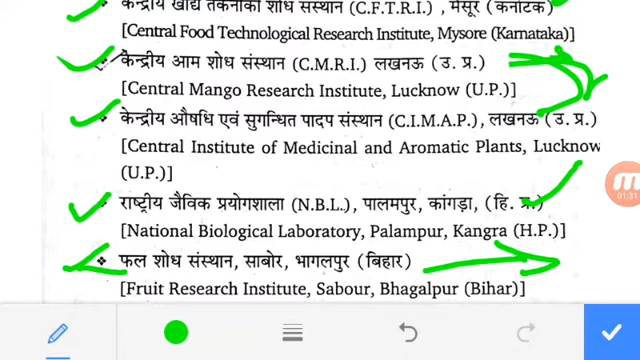 केन्द्रीय खाद्य तकनीकी शोध संस्थान (C.F.T.R.I.), मैसूर (कर्नाटक)
[Central Food Technological Research Institute, Mysore (Karnataka)]
केन्द्रीय आम शोध संस्थान (C.M.R.I.) लखनऊ (उ. प्र.)
[Central Mango Research Institute, Lucknow (U.P.)]
केन्द्रीय औषधि एवं सुगन्धित पादप संस्थान (C.I.M.A.P.), लखनऊ (उ. प्र.)
[Central Institute of Medicinal and Aromatic Plants, Lucknow
(U.P.)]
राष्ट्रीय जैविक प्रयोगशाला (N.B.L.), पालमपुर, कांगड़ा, (हि. प्र.)
[National Biological Laboratory, Palampur, Kangra (H.P.)]
फल शोध संस्थान, साबोर, भागलपुर (बिहार)
[Fruit Research Institute, Sabour, Bhagalpur (Bihar)]
M
01:31